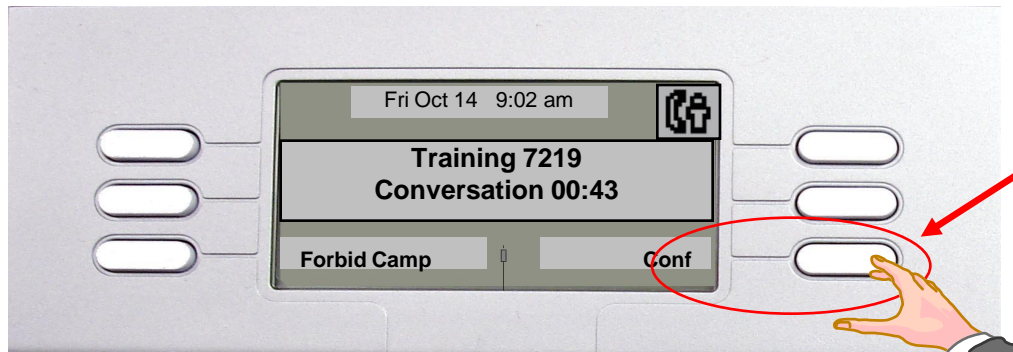 Fri Oct 14 9:02 am
Training 7219
Conversation 00:43
Forbid Camp
Conf